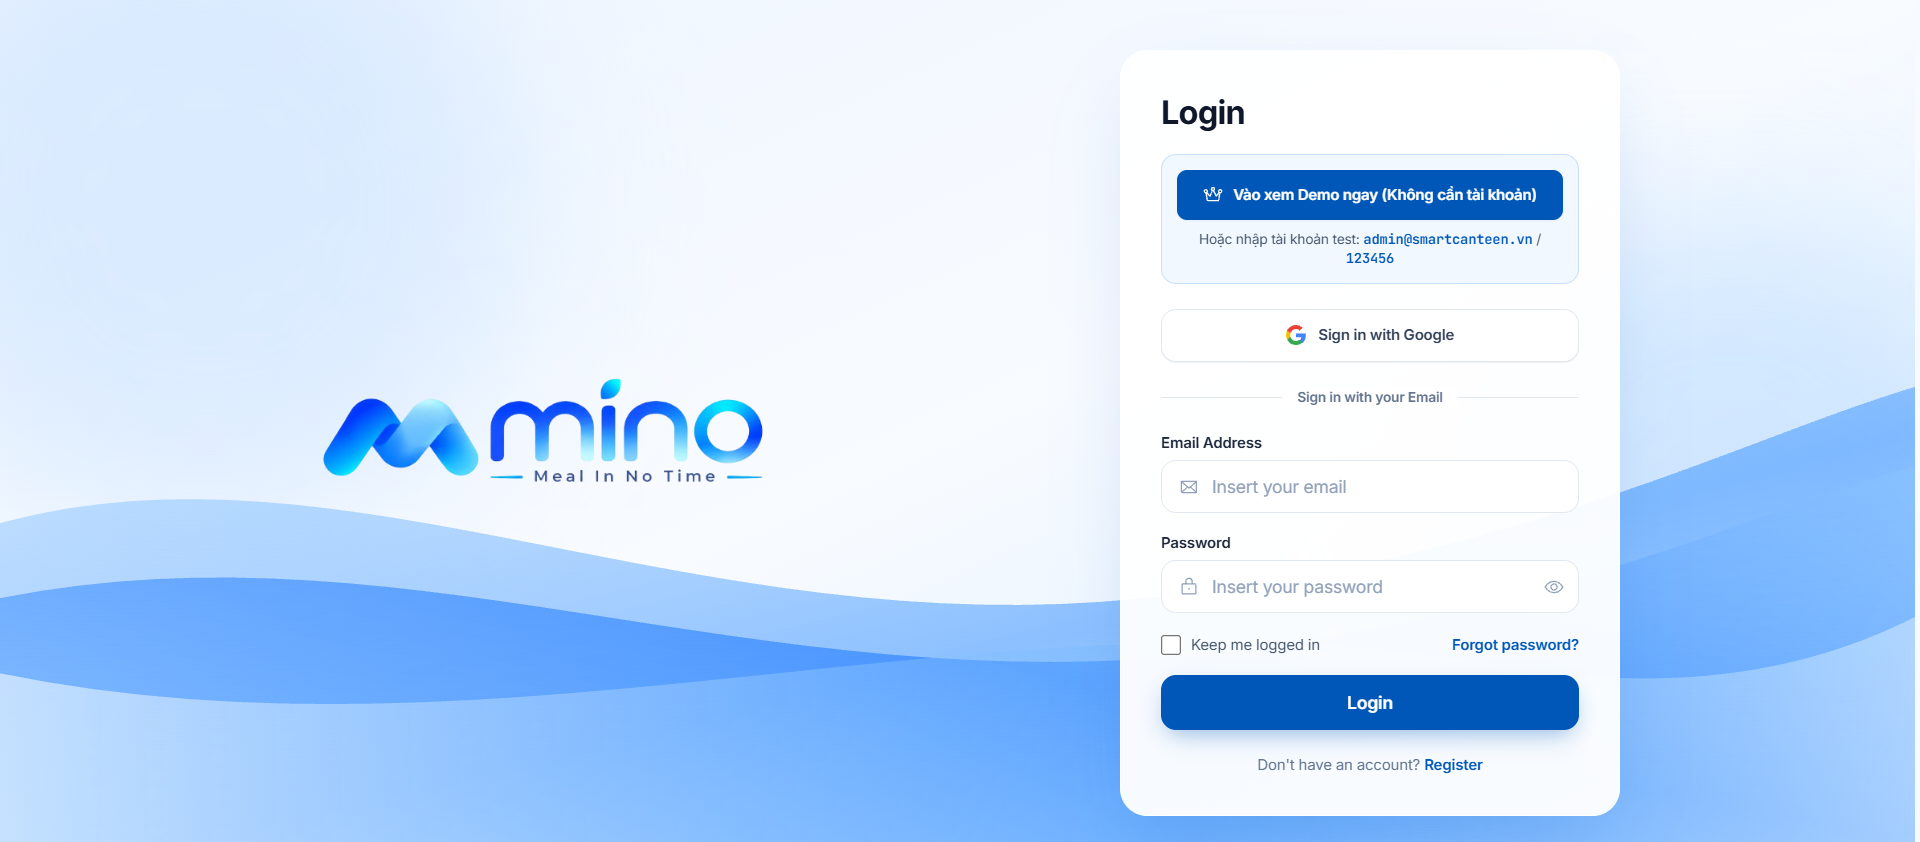 mino
Meal In No Time
Login
Vào xem Demo ngay (Không cần tài khoản)
Hoặc nhập tài khoản test: admin@smartcanteen.vn /
123456
Sign in with Google
Sign in with your Email
Email Address
Insert your email
Password
Insert your password
Keep me logged in
Forgot password?
Login
Don't have an account? Register